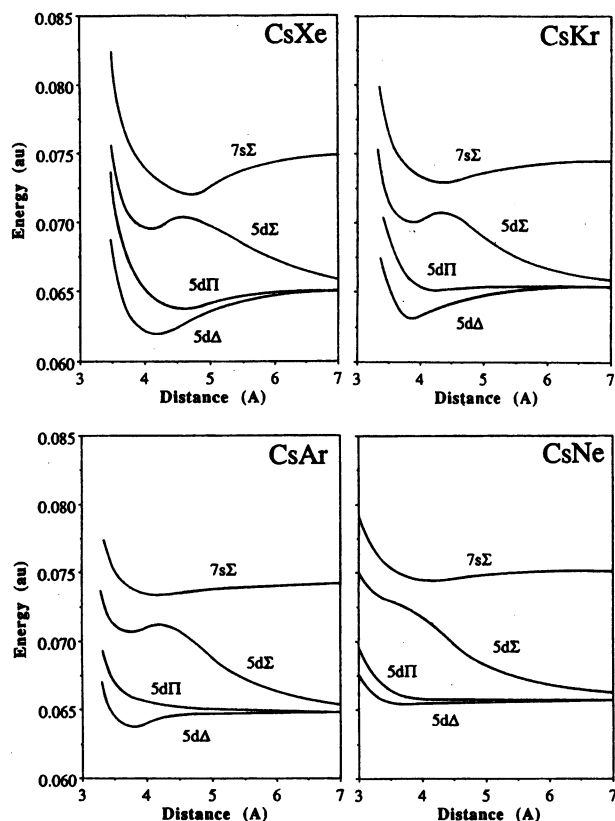 CsXe
0.085
0.080
0.075
0.070
0.065
0.060
Energy (au)
7sΣ
5dΣ
5dΠ
5dΔ
3 4 5 6 7
Distance (A)
CsKr
7sΣ
5dΣ
5dΠ
5dΔ
3 4 5 6 7
Distance (A)
CsAr
0.085
0.080
0.075
0.070
0.065
0.060
Energy (au)
7sΣ
5dΣ
5dΠ
5dΔ
3 4 5 6 7
Distance (A)
CsNe
7sΣ
5dΣ
5dΠ
5dΔ
3 4 5 6 7
Distance (A)